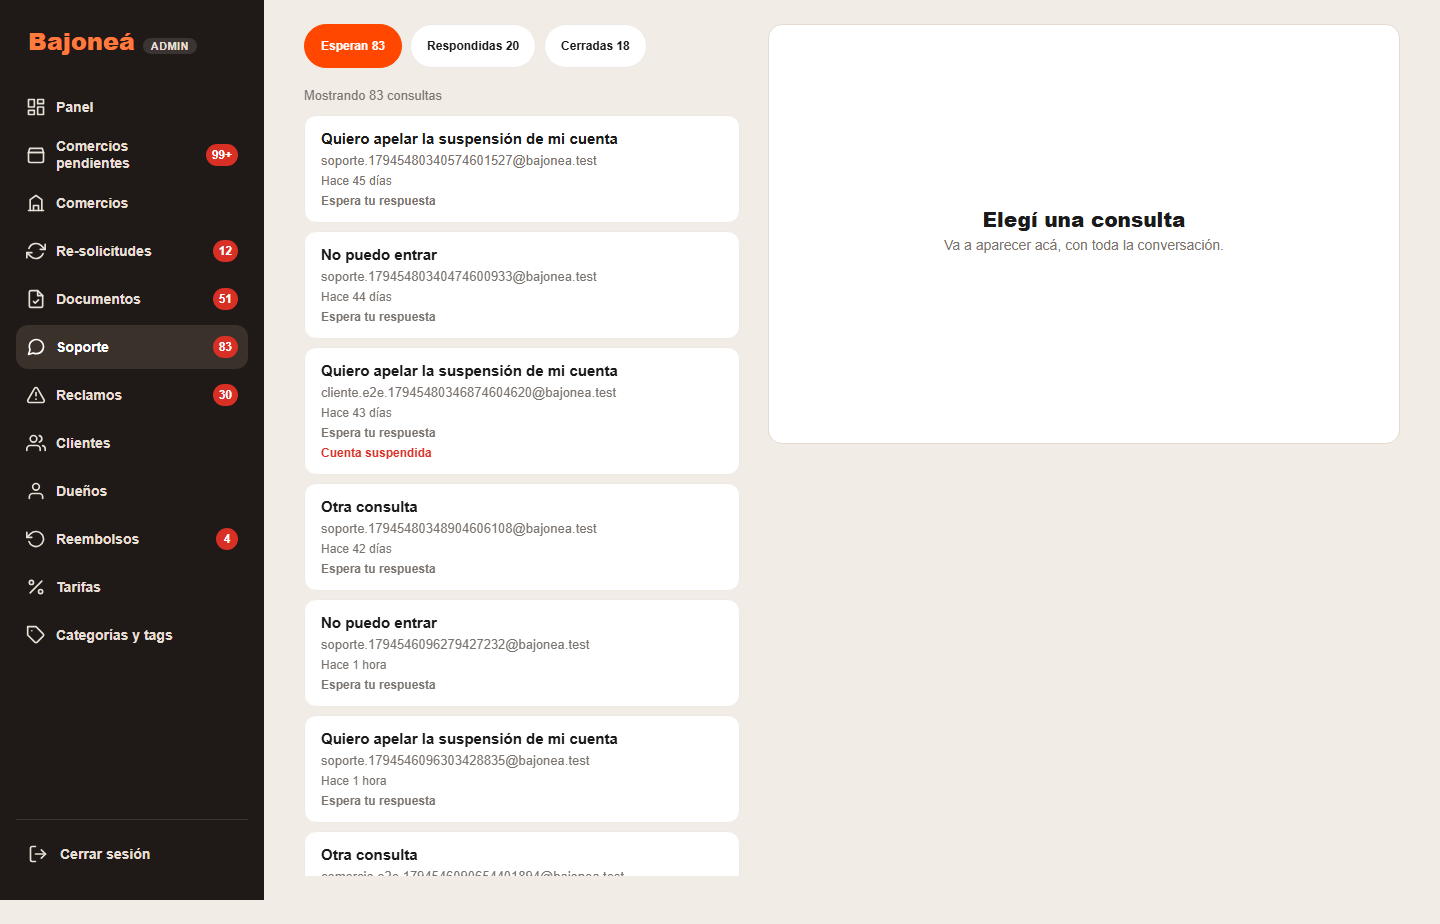 Bajoneá ADMIN
Panel
Comercios
pendientes
99+
Comercios
Re-solicitudes 12
Documentos 51
Soporte 83
Reclamos 30
Clientes
Dueños
Reembolsos 4
Tarifas
Categorías y tags
Cerrar sesión
Esperan 83 Respondidas 20 Cerradas 18
Mostrando 83 consultas
Quiero apelar la suspensión de mi cuenta
soporte.17945480340574601527@bajonea.test
Hace 45 días
Espera tu respuesta
No puedo entrar
soporte.17945480340474600933@bajonea.test
Hace 44 días
Espera tu respuesta
Quiero apelar la suspensión de mi cuenta
cliente.e2e.17945480346874604620@bajonea.test
Hace 43 días
Espera tu respuesta
Cuenta suspendida
Otra consulta
soporte.17945480348904606108@bajonea.test
Hace 42 días
Espera tu respuesta
No puedo entrar
soporte.1794546096279427232@bajonea.test
Hace 1 hora
Espera tu respuesta
Quiero apelar la suspensión de mi cuenta
soporte.1794546096303428835@bajonea.test
Hace 1 hora
Espera tu respuesta
Otra consulta
Elegí una consulta
Va a aparecer acá, con toda la conversación.